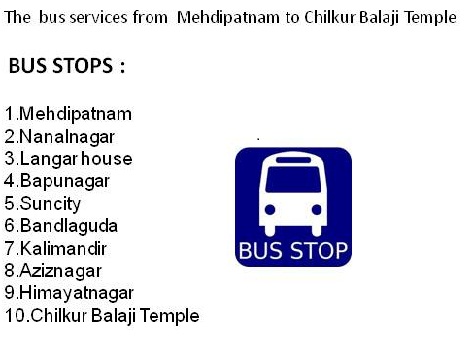 The bus services from Mehdipatnam to Chilkur Balaji Temple
BUS STOPS :
1.Mehdipatnam
2.Nanalnagar
3.Langar house
4.Bapunagar
5.Suncity
6.Bandlaguda
7.Kalimandir
8.Aziznagar
9.Himayatnagar
10.Chilkur Balaji Temple
BUS STOP